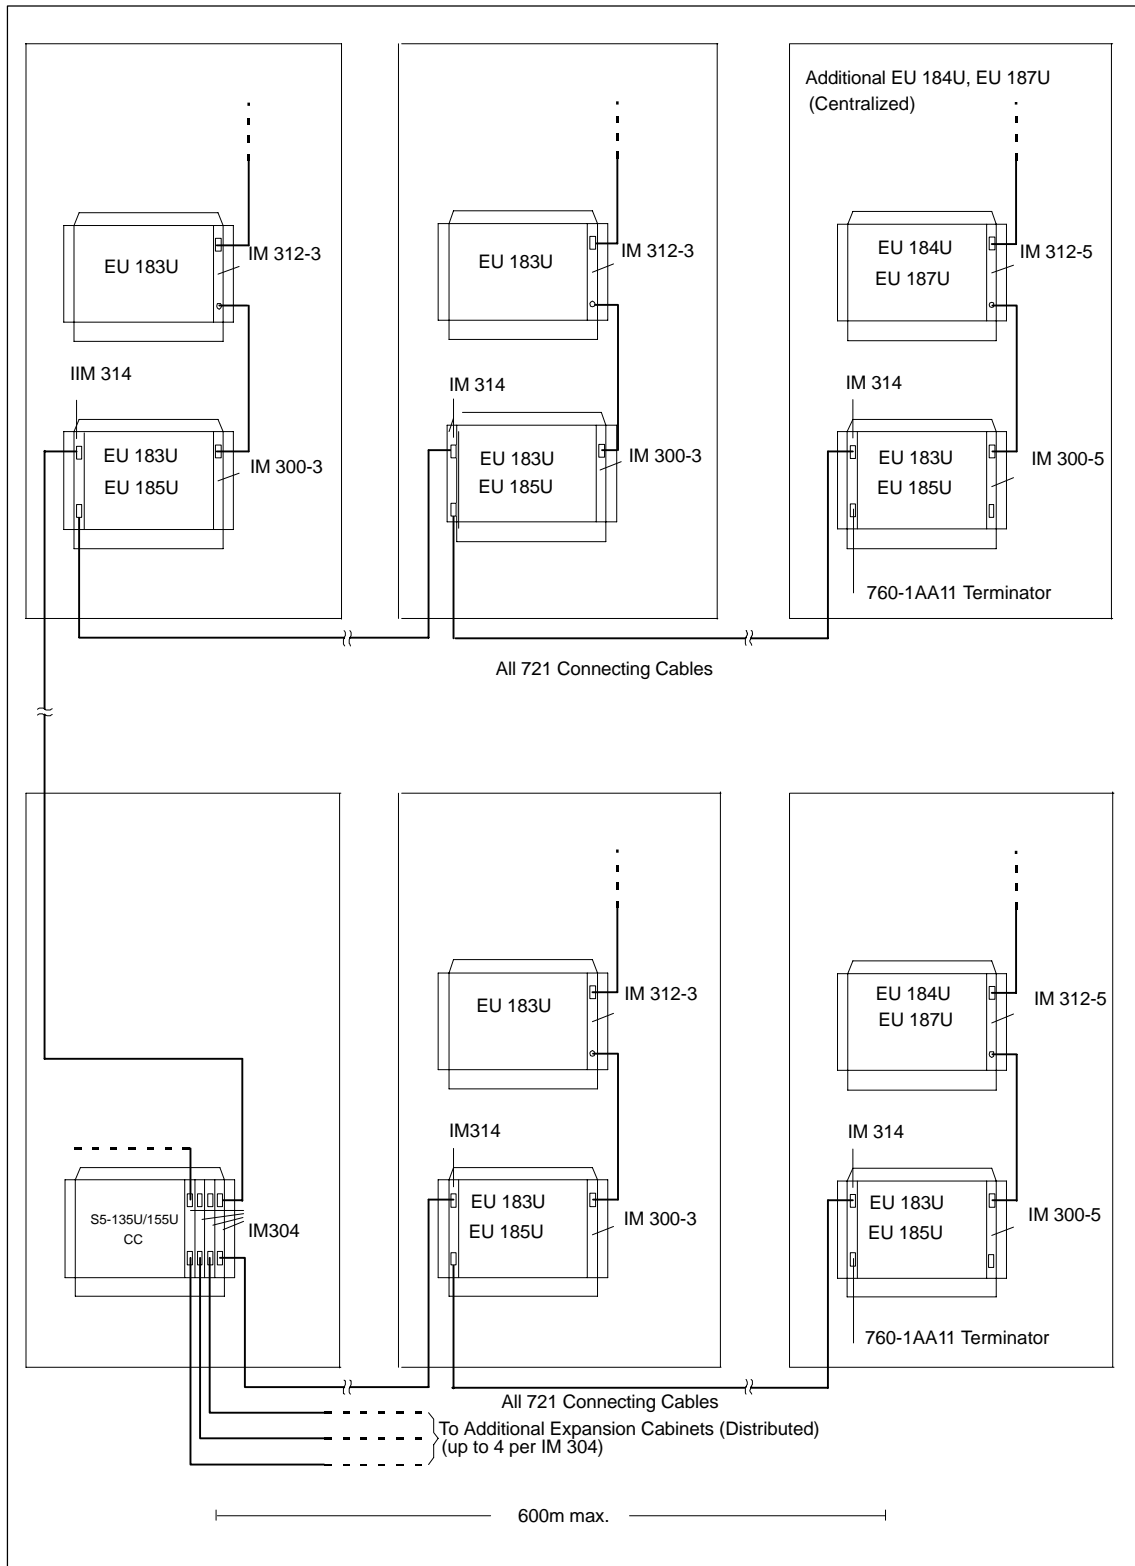 Additional EU 184U, EU 187U
(Centralized)
EU 183U
IM 312-3
EU 183U
IM 312-3
EU 184U
EU 187U
IM 312-5
IIM 314
IM 314
IM 314
EU 183U
EU 185U
IM 300-3
EU 183U
EU 185U
IM 300-3
EU 183U
EU 185U
IM 300-5
760-1AA11 Terminator
All 721 Connecting Cables
EU 183U
IM 312-3
EU 184U
EU 187U
IM 312-5
IM314
IM 314
S5-135U/155U
CC
IM304
EU 183U
EU 185U
IM 300-3
EU 183U
EU 185U
IM 300-5
760-1AA11 Terminator
All 721 Connecting Cables
To Additional Expansion Cabinets (Distributed)
(up to 4 per IM 304)
600m max.